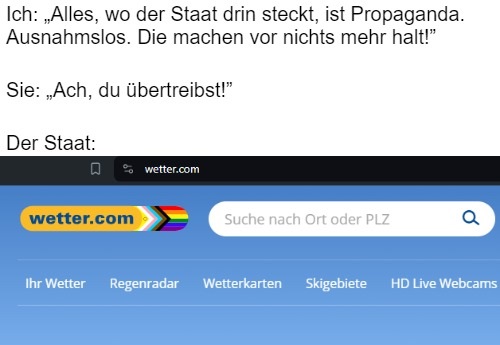 Ich: „Alles, wo der Staat drin steckt, ist Propaganda.
Ausnahmslos. Die machen vor nichts mehr halt!”
Sie: „Ach, du übertreibst!”
Der Staat:
wetter.com
wetter.com
Suche nach Ort oder PLZ
Ihr Wetter Regenradar Wetterkarten Skigebiete HD Live Webcams